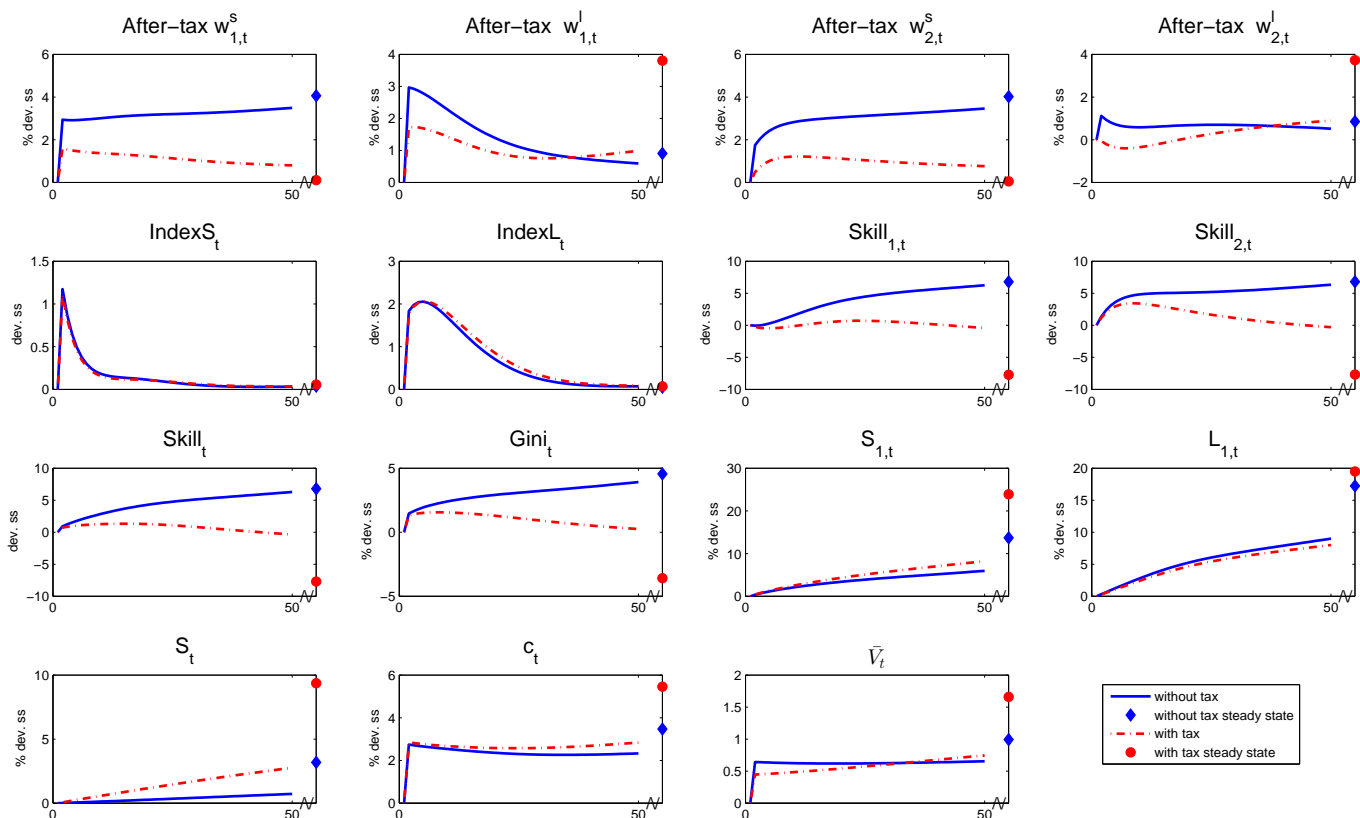 After−tax w^s_{1,t}
% dev. ss
6
4
2
0
0
50
After−tax w^l_{1,t}
% dev. ss
4
3
2
1
0
0
50
After−tax w^s_{2,t}
% dev. ss
6
4
2
0
0
50
After−tax w^l_{2,t}
% dev. ss
4
2
0
−2
0
50
IndexS_t
dev. ss
1.5
1
0.5
0
0
50
IndexL_t
dev. ss
3
2
1
0
0
50
Skill_{1,t}
dev. ss
10
5
0
−5
−10
0
50
Skill_{2,t}
dev. ss
10
5
0
−5
−10
0
50
Skill_t
dev. ss
10
5
0
−5
−10
0
50
Gini_t
% dev. ss
5
0
−5
0
50
S_{1,t}
% dev. ss
30
20
10
0
0
50
L_{1,t}
% dev. ss
20
15
10
5
0
0
50
S_t
% dev. ss
10
5
0
0
50
c_t
% dev. ss
6
4
2
0
0
50
V̄_t
% dev. ss
2
1.5
1
0.5
0
0
50
without tax
without tax steady state
with tax
with tax steady state